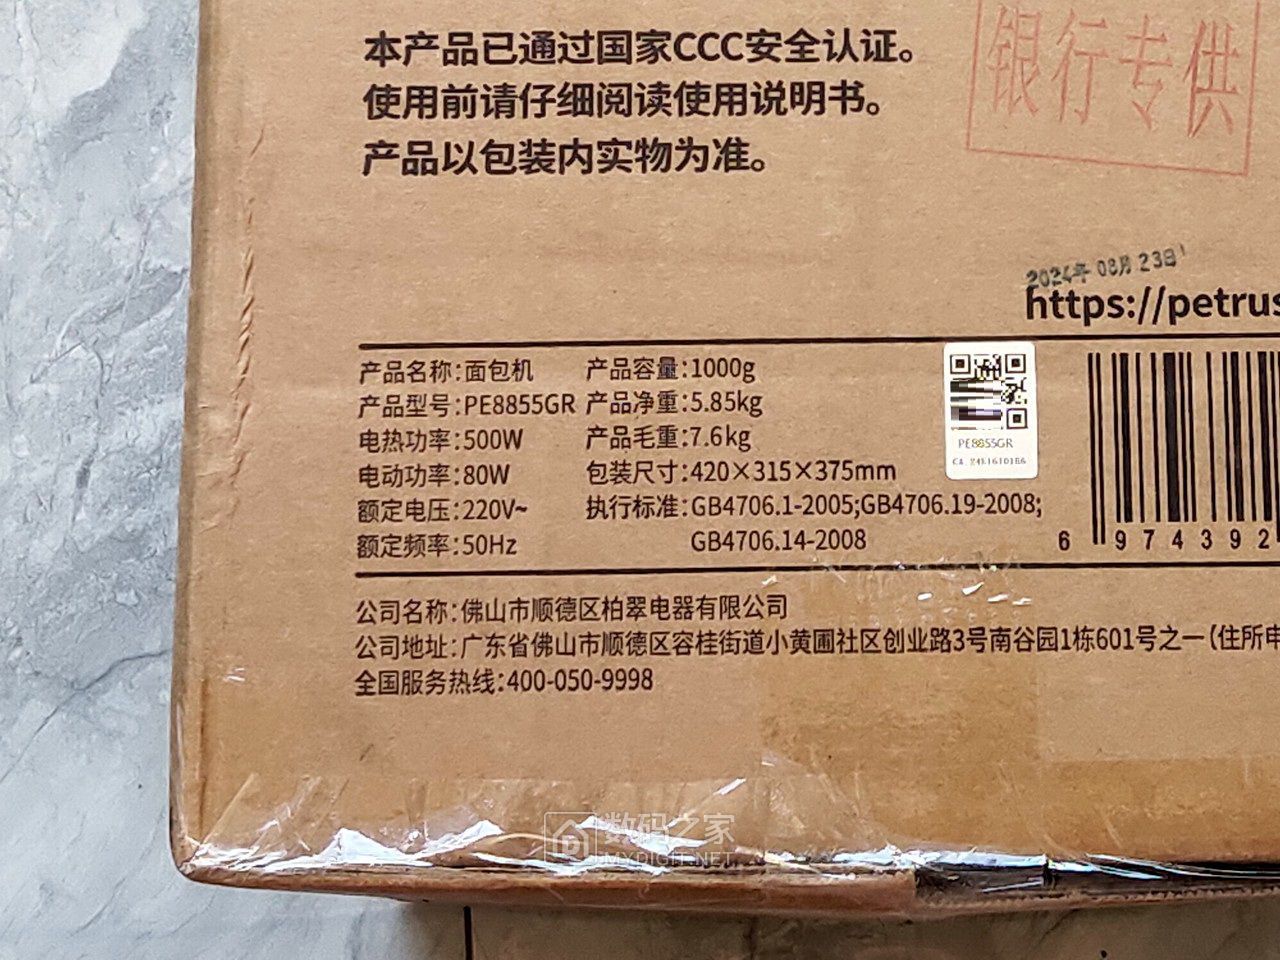 本产品已通过国家CCC安全认证。
使用前请仔细阅读使用说明书。
产品以包装内实物为准。
银行专供
2024年 08月 23日
https://petrus
产品名称:面包机 产品容量:1000g
产品型号:PE8855GR 产品净重:5.85kg
电热功率:500W 产品毛重:7.6kg
电动功率:80W 包装尺寸:420×315×375mm
额定电压:220V~ 执行标准:GB4706.1-2005;GB4706.19-2008;
额定频率:50Hz GB4706.14-2008
PE8855GR
6 974392
公司名称:佛山市顺德区柏翠电器有限公司
公司地址:广东省佛山市顺德区容桂街道小黄圃社区创业路3号南谷园1栋601号之一(住所申
全国服务热线:400-050-9998
数码之家
MYDIGIT.NET